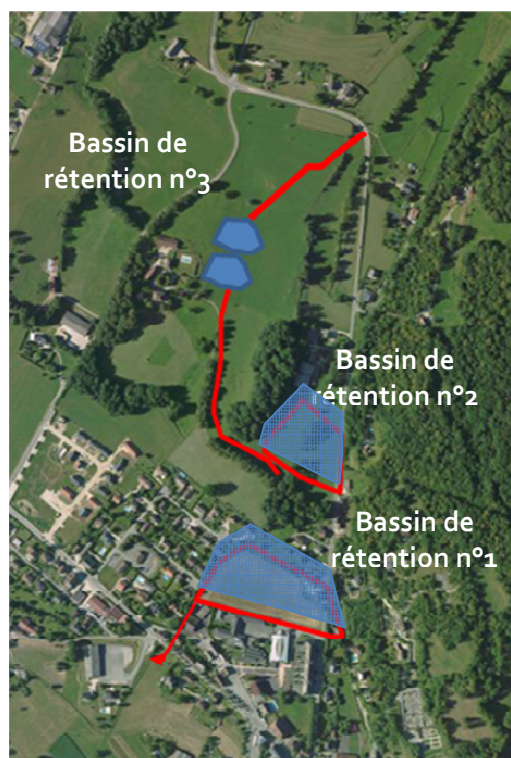 Bassin de
rétention n°3
Bassin de
rétention n°2
Bassin de
rétention n°1